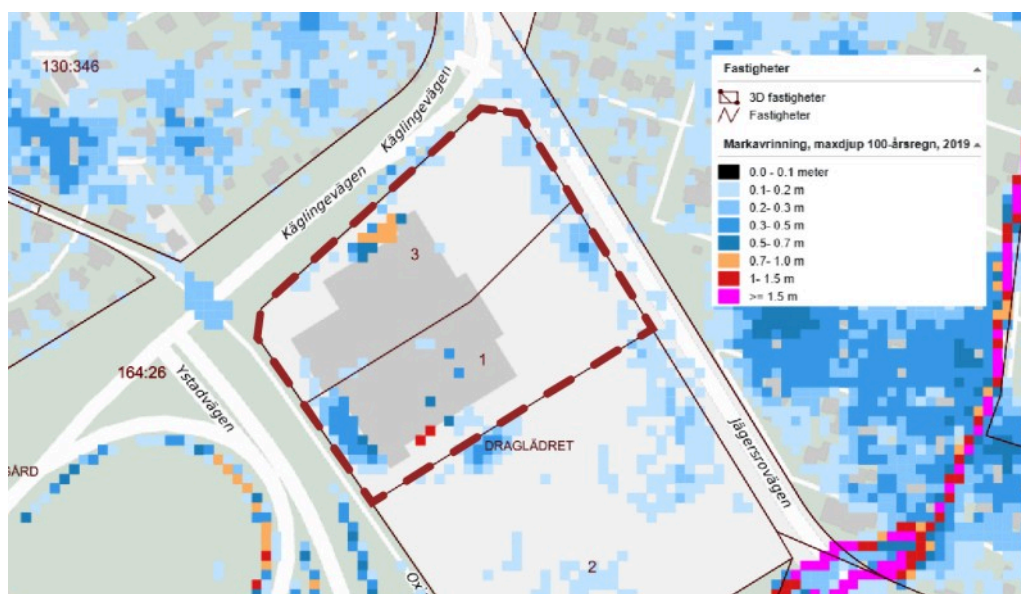 130:346
Käglingevägen
Käglingevägen
3
1
164:26
Ystadvägen
GÅRD
DRAGLÄDRET
Jägersrovägen
2
Ox
Fastigheter
3D fastigheter
Fastigheter
Markavrinning, maxdjup 100-årsregn, 2019
0.0 - 0.1 meter
0.1- 0.2 m
0.2- 0.3 m
0.3- 0.5 m
0.5- 0.7 m
0.7- 1.0 m
1- 1.5 m
>= 1.5 m